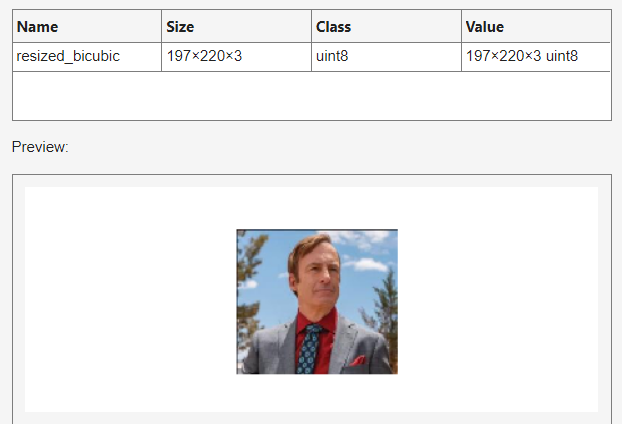 Name Size Class Value
resized_bicubic 197×220×3 uint8 197×220×3 uint8
Preview: